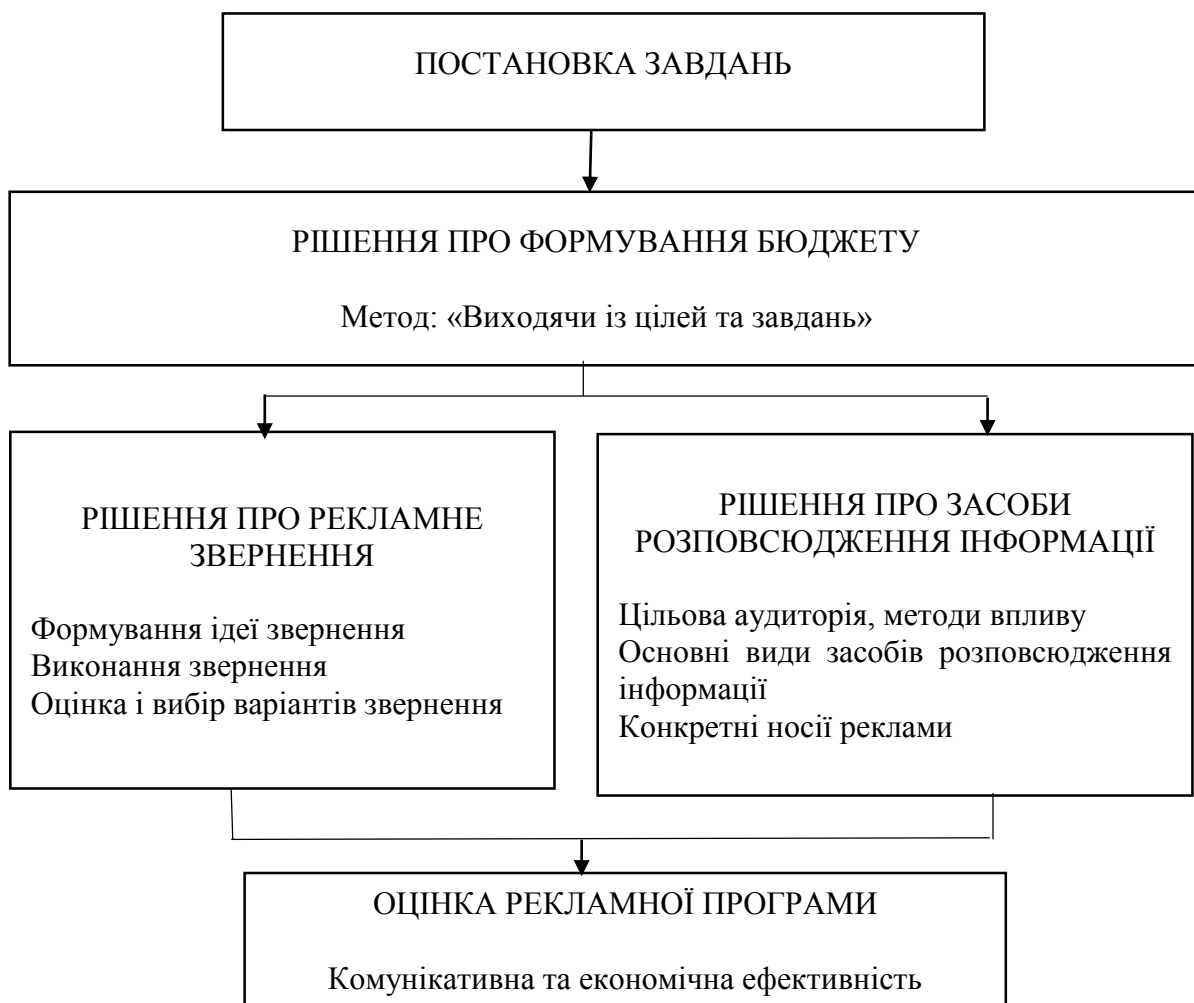 ПОСТАНОВКА ЗАВДАНЬ
РІШЕННЯ ПРО ФОРМУВАННЯ БЮДЖЕТУ
Метод: «Виходячи із цілей та завдань»
РІШЕННЯ ПРО РЕКЛАМНЕ
ЗВЕРНЕННЯ
Формування ідеї звернення
Виконання звернення
Оцінка і вибір варіантів звернення
РІШЕННЯ ПРО ЗАСОБИ
РОЗПОВСЮДЖЕННЯ ІНФОРМАЦІЇ
Цільова аудиторія, методи впливу
Основні види засобів розповсюдження
інформації
Конкретні носії реклами
ОЦІНКА РЕКЛАМНОЇ ПРОГРАМИ
Комунікативна та економічна ефективність